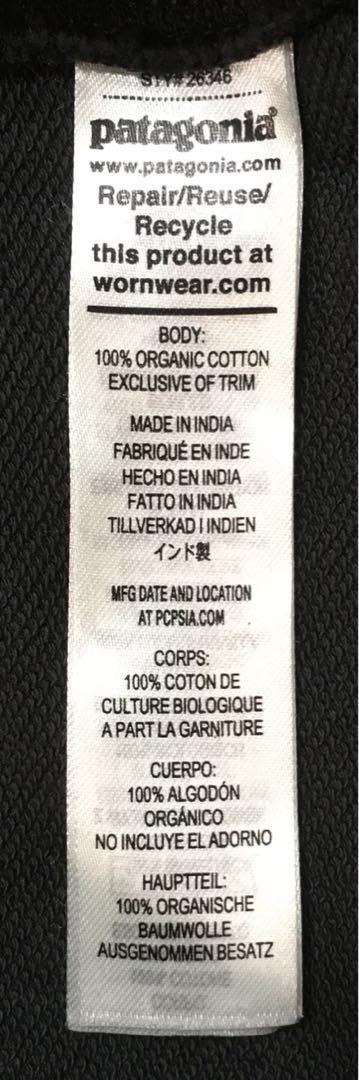 STY# 26346
patagonia®
www.patagonia.com
Repair/Reuse/
Recycle
this product at
wornwear.com
BODY:
100% ORGANIC COTTON
EXCLUSIVE OF TRIM
MADE IN INDIA
FABRIQUÉ EN INDE
HECHO EN INDIA
FATTO IN INDIA
TILLVERKAD I INDIEN
インド製
MFG DATE AND LOCATION
AT PCPSIA.COM
CORPS:
100% COTON DE
CULTURE BIOLOGIQUE
A PART LA GARNITURE
CUERPO:
100% ALGODÓN
ORGÁNICO
NO INCLUYE EL ADORNO
HAUPTTEIL:
100% ORGANISCHE
BAUMWOLLE
AUSGENOMMEN BESATZ